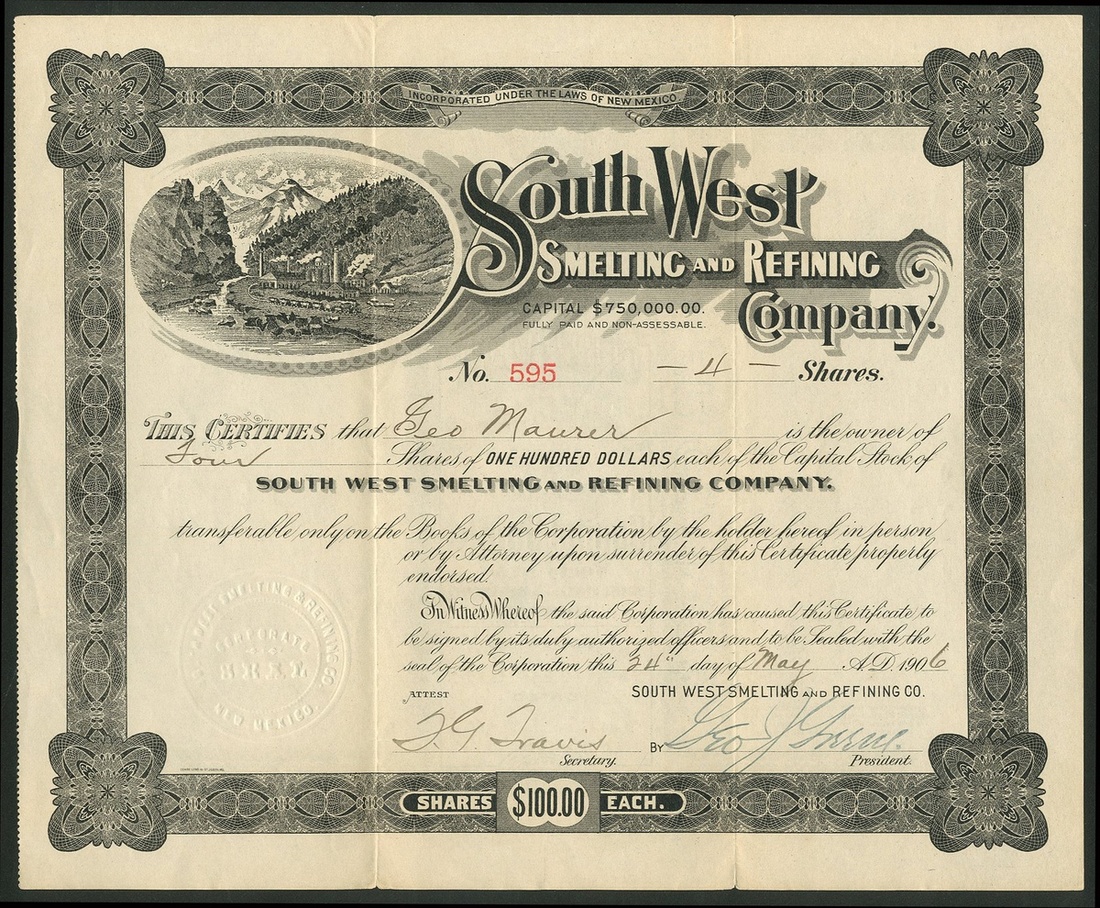 INCORPORATED UNDER THE LAWS OF NEW MEXICO
South West
SMELTING AND REFINING
Company.
CAPITAL $750,000.00.
FULLY PAID AND NON-ASSESSABLE.
No. 595 - 4 - Shares.
THIS CERTIFIES that Geo Maurer is the owner of
Four Shares of ONE HUNDRED DOLLARS each of the Capital Stock of
SOUTH WEST SMELTING AND REFINING COMPANY.
transferable only on the Books of the Corporation by the holder hereof in person
or by Attorney upon surrender of this Certificate properly
endorsed.
In Witness Whereof the said Corporation has caused this Certificate to
be signed by its duly authorized officers and to be Sealed with the
seal of the Corporation this 24" day of May A.D. 1906
ATTEST SOUTH WEST SMELTING AND REFINING CO.
WEST SMELTING & REFINING CO.
CORPORATE
SEAL
NEW MEXICO.
Travis BY Geo J
Secretary. President.
SHARES $100.00 EACH.